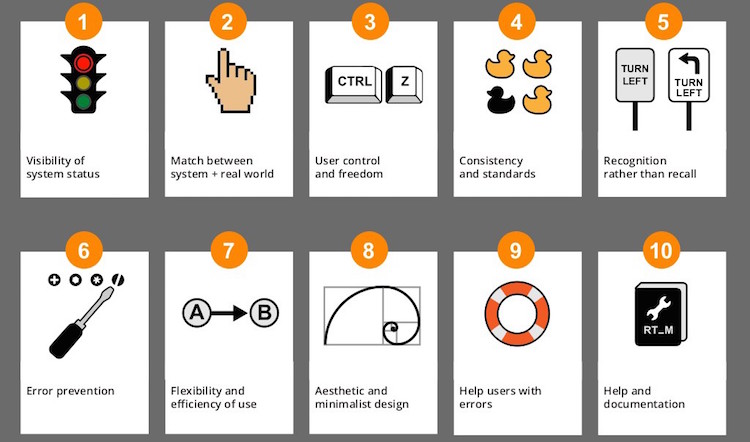 1
2
3
4
5
CTRL Z
TURN
LEFT
TURN
LEFT
Visibility of
system status
Match between
system + real world
User control
and freedom
Consistency
and standards
Recognition
rather than recall
6
7
8
9
10
A B
RT_M
Error prevention
Flexibility and
efficiency of use
Aesthetic and
minimalist design
Help users with
errors
Help and
documentation